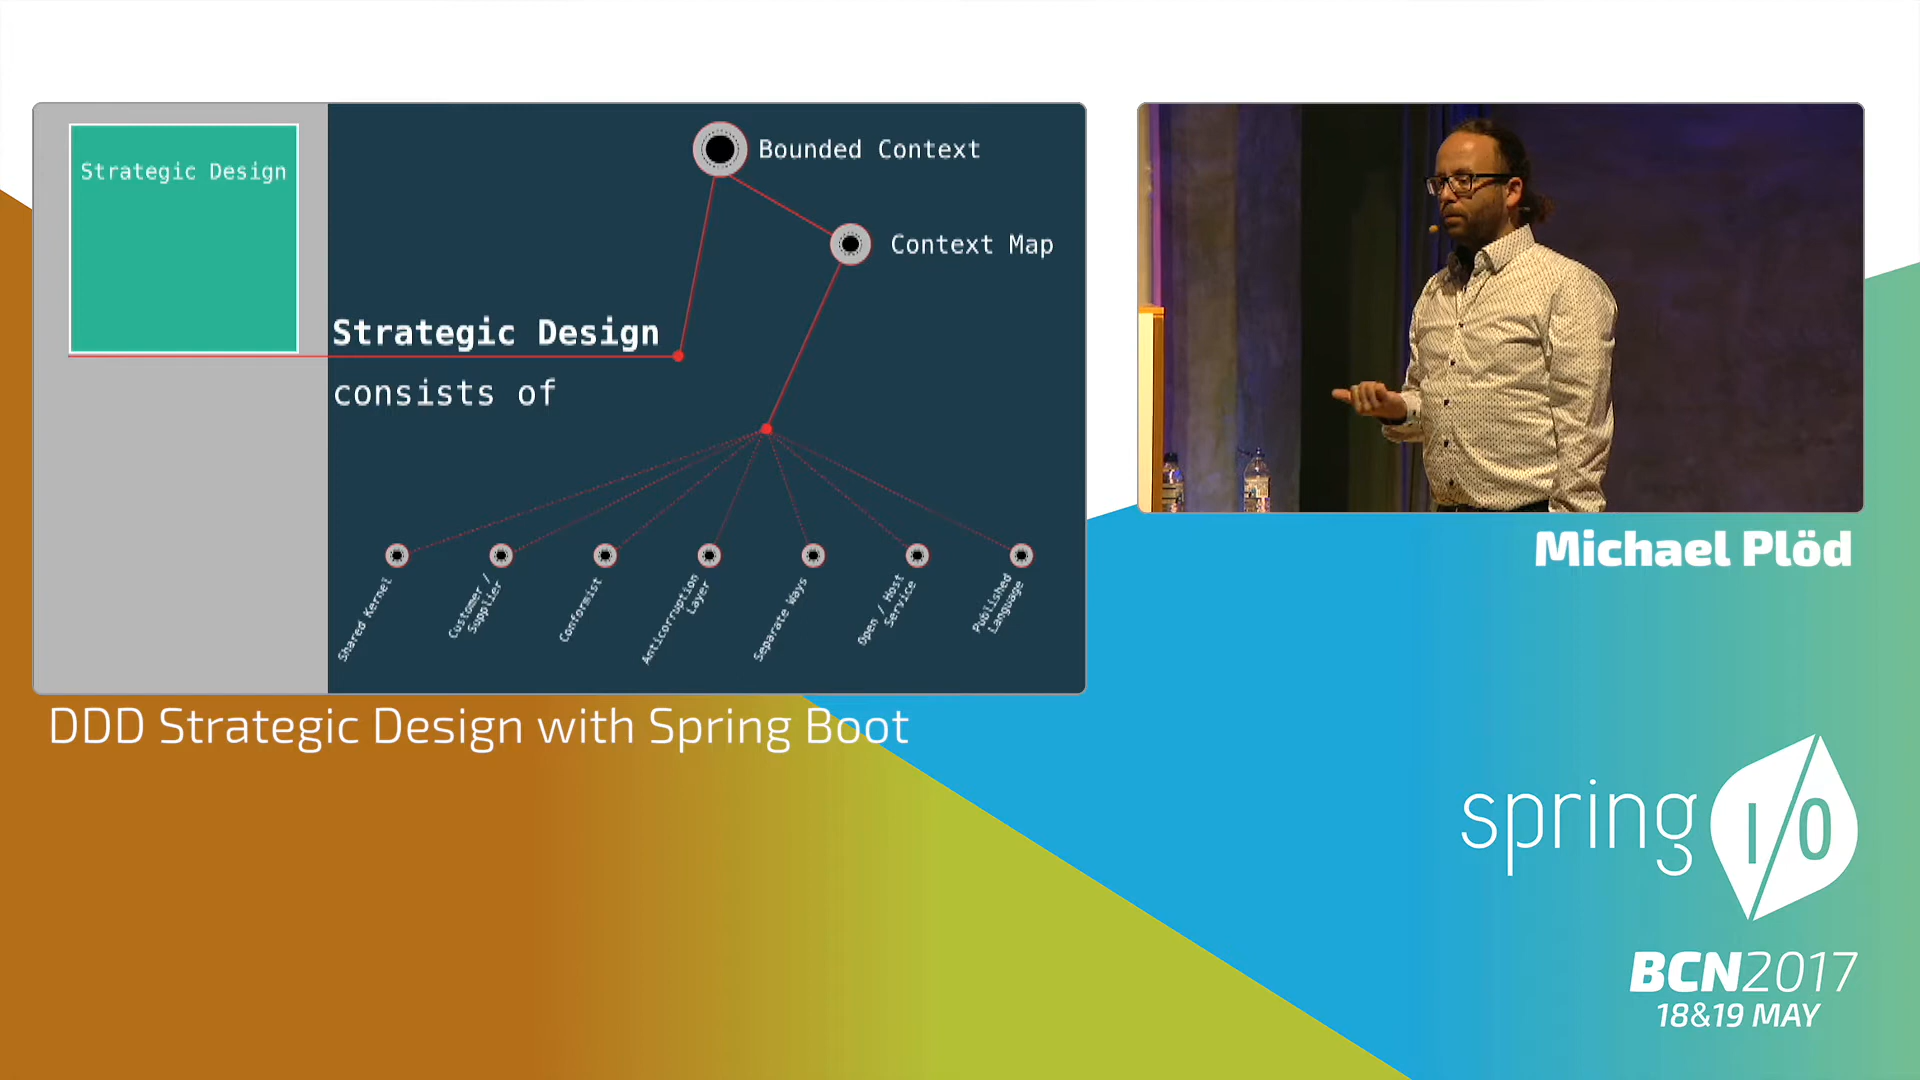 Strategic Design
Bounded Context
Context Map
Strategic Design
consists of
Shared Kernel
Customer /
Supplier
Conformist
Anticorruption
Layer
Separate Ways
Open / Host
Service
Published
Language
Michael Plöd
DDD Strategic Design with Spring Boot
spring I/O
BCN2017
18&19 MAY